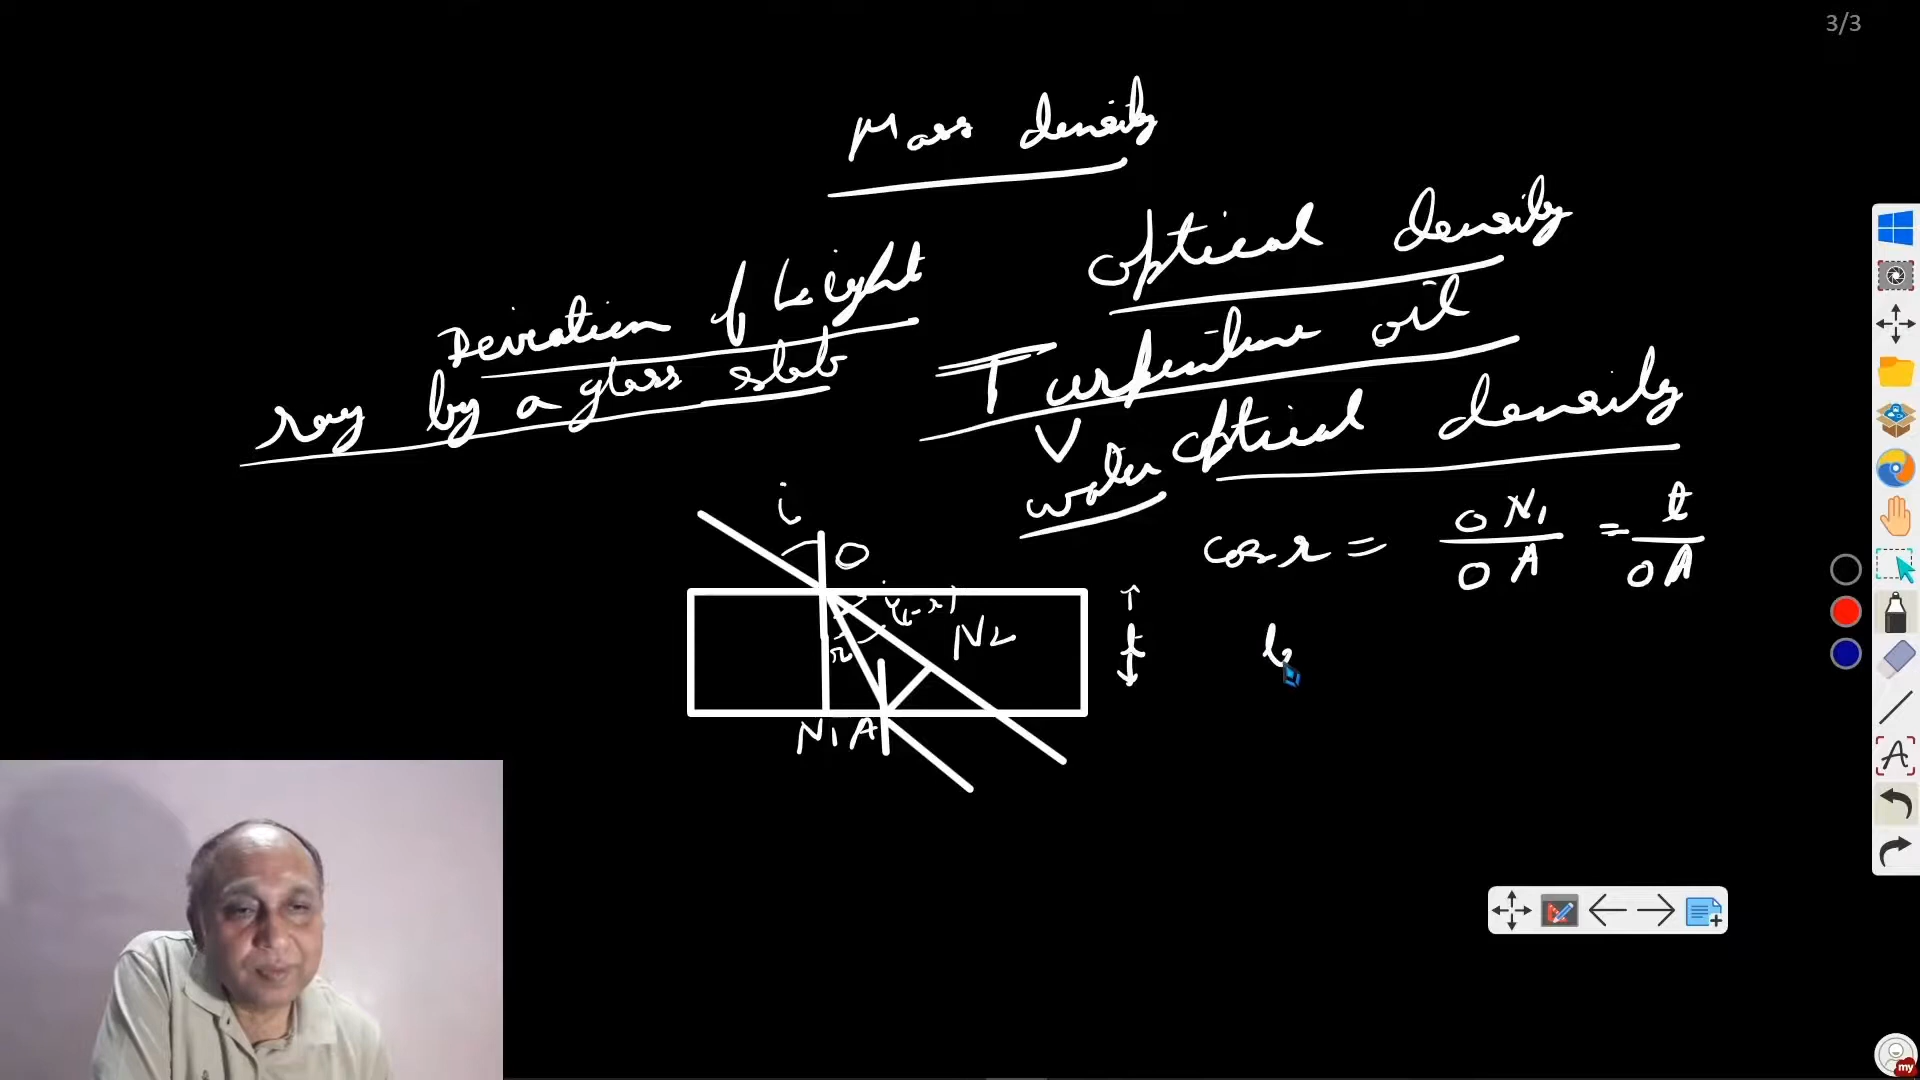 3/3
Mass density
optical density
Deviation of Light
ray by a glass slab
Turpentine oil
optical density
water
cos r = ON1/OA = t/OA
i
O
i
(i-r)
r
N2
t
N1 A
A
my